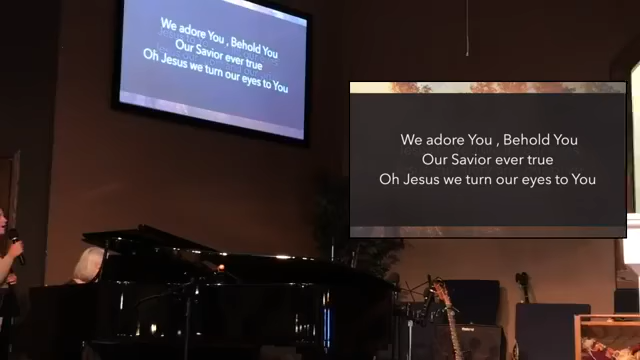 We adore You , Behold You
Our Savior ever true
Oh Jesus we turn our eyes to You
We adore You , Behold You
Our Savior ever true
Oh Jesus we turn our eyes to You